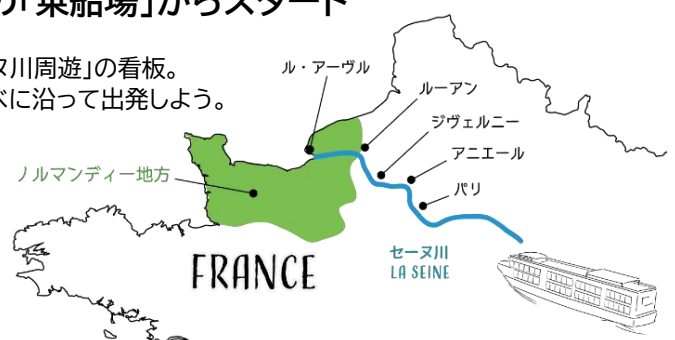 「乗船場」からスタート
ヌ川周遊」の看板。
に沿って出発しよう。
ル・アーヴル
ルーアン
ジヴェルニー
アニエール
パリ
ノルマンディー地方
セーヌ川
LA SEINE
FRANCE